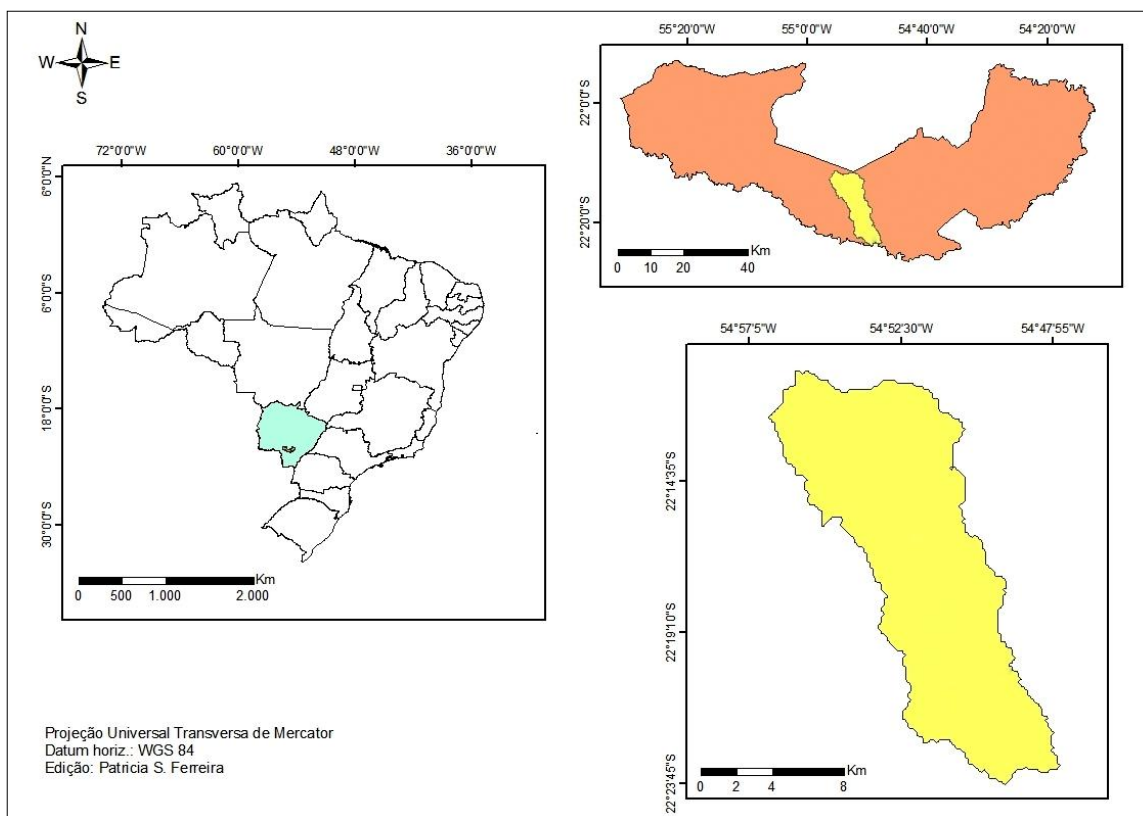 N
W E
S
72°0'0"W 60°0'0"W 48°0'0"W 36°0'0"W
6°0'0"N
6°0'0"S
18°0'0"S
30°0'0"S
Km
0 500 1.000 2.000
55°20'0"W 55°0'0"W 54°40'0"W 54°20'0"W
22°0'0"S
22°20'0"S
Km
0 10 20 40
54°57'5"W 54°52'30"W 54°47'55"W
22°14'35"S
22°19'10"S
22°23'45"S
Km
0 2 4 8
Projeção Universal Transversa de Mercator
Datum horiz.: WGS 84
Edição: Patricia S. Ferreira